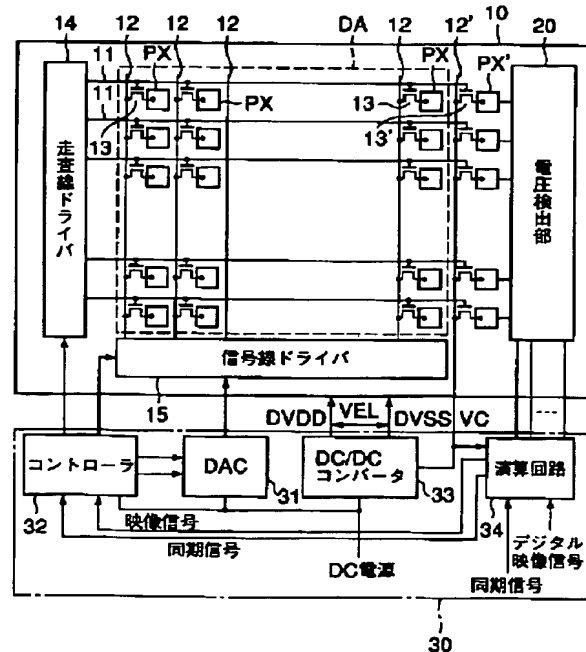 14 12 12 12 DA 12 12' 10 20
PX PX PX'
11
11
PX
13 13 13'
走査線ドライバ
電圧検出部
信号線ドライバ
15
DVDD VEL DVSS VC
コントローラ
DAC
DC/DC
コンバータ
演算回路
32 31 33 34
映像信号
同期信号
DC電源
デジタル
映像信号
同期信号
30